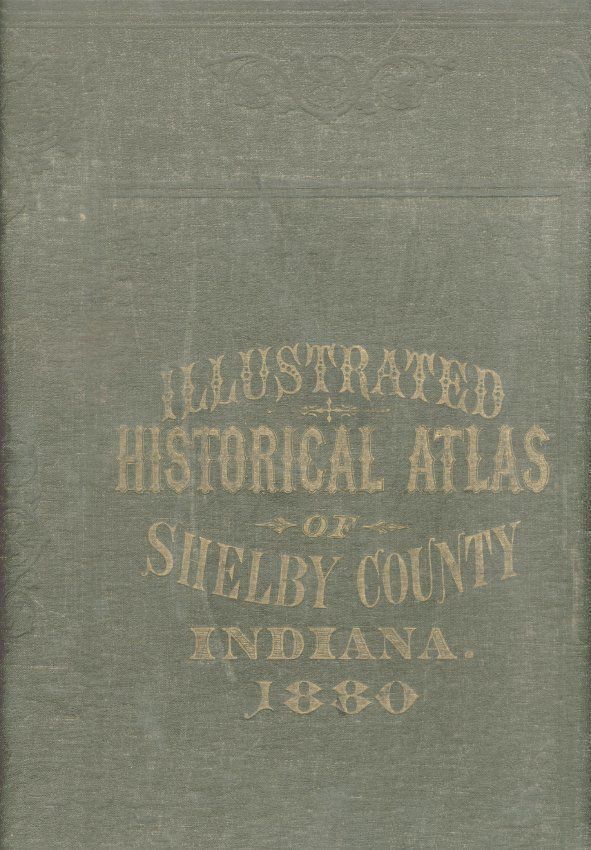 ILLUSTRATED
HISTORICAL ATLAS
OF
SHELBY COUNTY
INDIANA.
1880